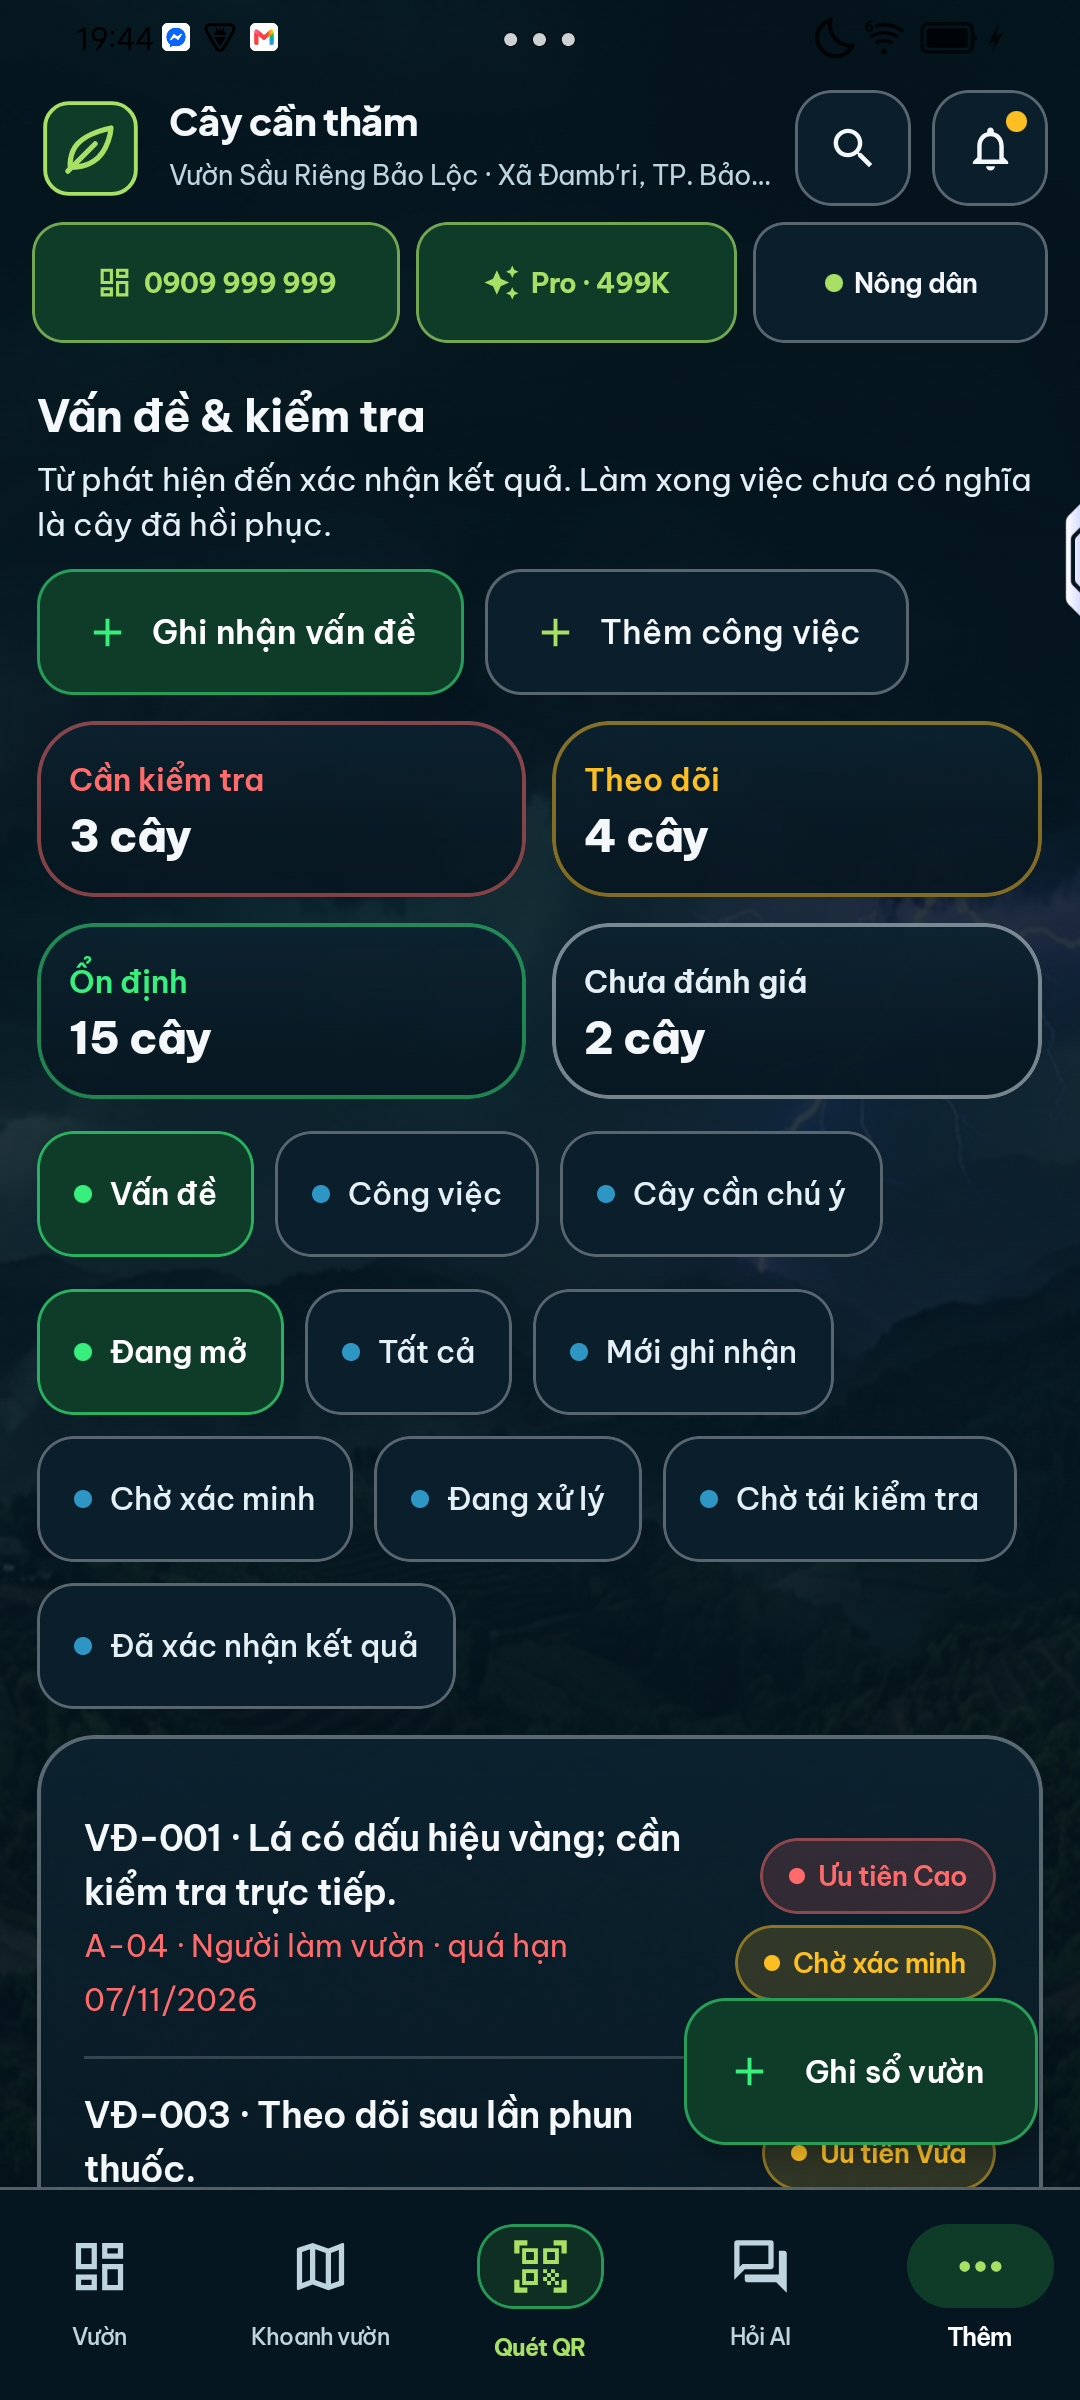 19:44
Cây cần thăm
Vườn Sầu Riêng Bảo Lộc · Xã Đamb'ri, TP. Bảo...
0909 999 999
Pro · 499K
Nông dân
Vấn đề & kiểm tra
Từ phát hiện đến xác nhận kết quả. Làm xong việc chưa có nghĩa
là cây đã hồi phục.
Ghi nhận vấn đề
Thêm công việc
Cần kiểm tra
3 cây
Theo dõi
4 cây
Ổn định
15 cây
Chưa đánh giá
2 cây
Vấn đề
Công việc
Cây cần chú ý
Đang mở
Tất cả
Mới ghi nhận
Chờ xác minh
Đang xử lý
Chờ tái kiểm tra
Đã xác nhận kết quả
VĐ-001 · Lá có dấu hiệu vàng; cần
kiểm tra trực tiếp.
A-04 · Người làm vườn · quá hạn
07/11/2026
Ưu tiên Cao
Chờ xác minh
Ghi sổ vườn
VĐ-003 · Theo dõi sau lần phun
thuốc.
Ưu tiên Vừa
Vườn
Khoanh vườn
Quét QR
Hỏi AI
Thêm